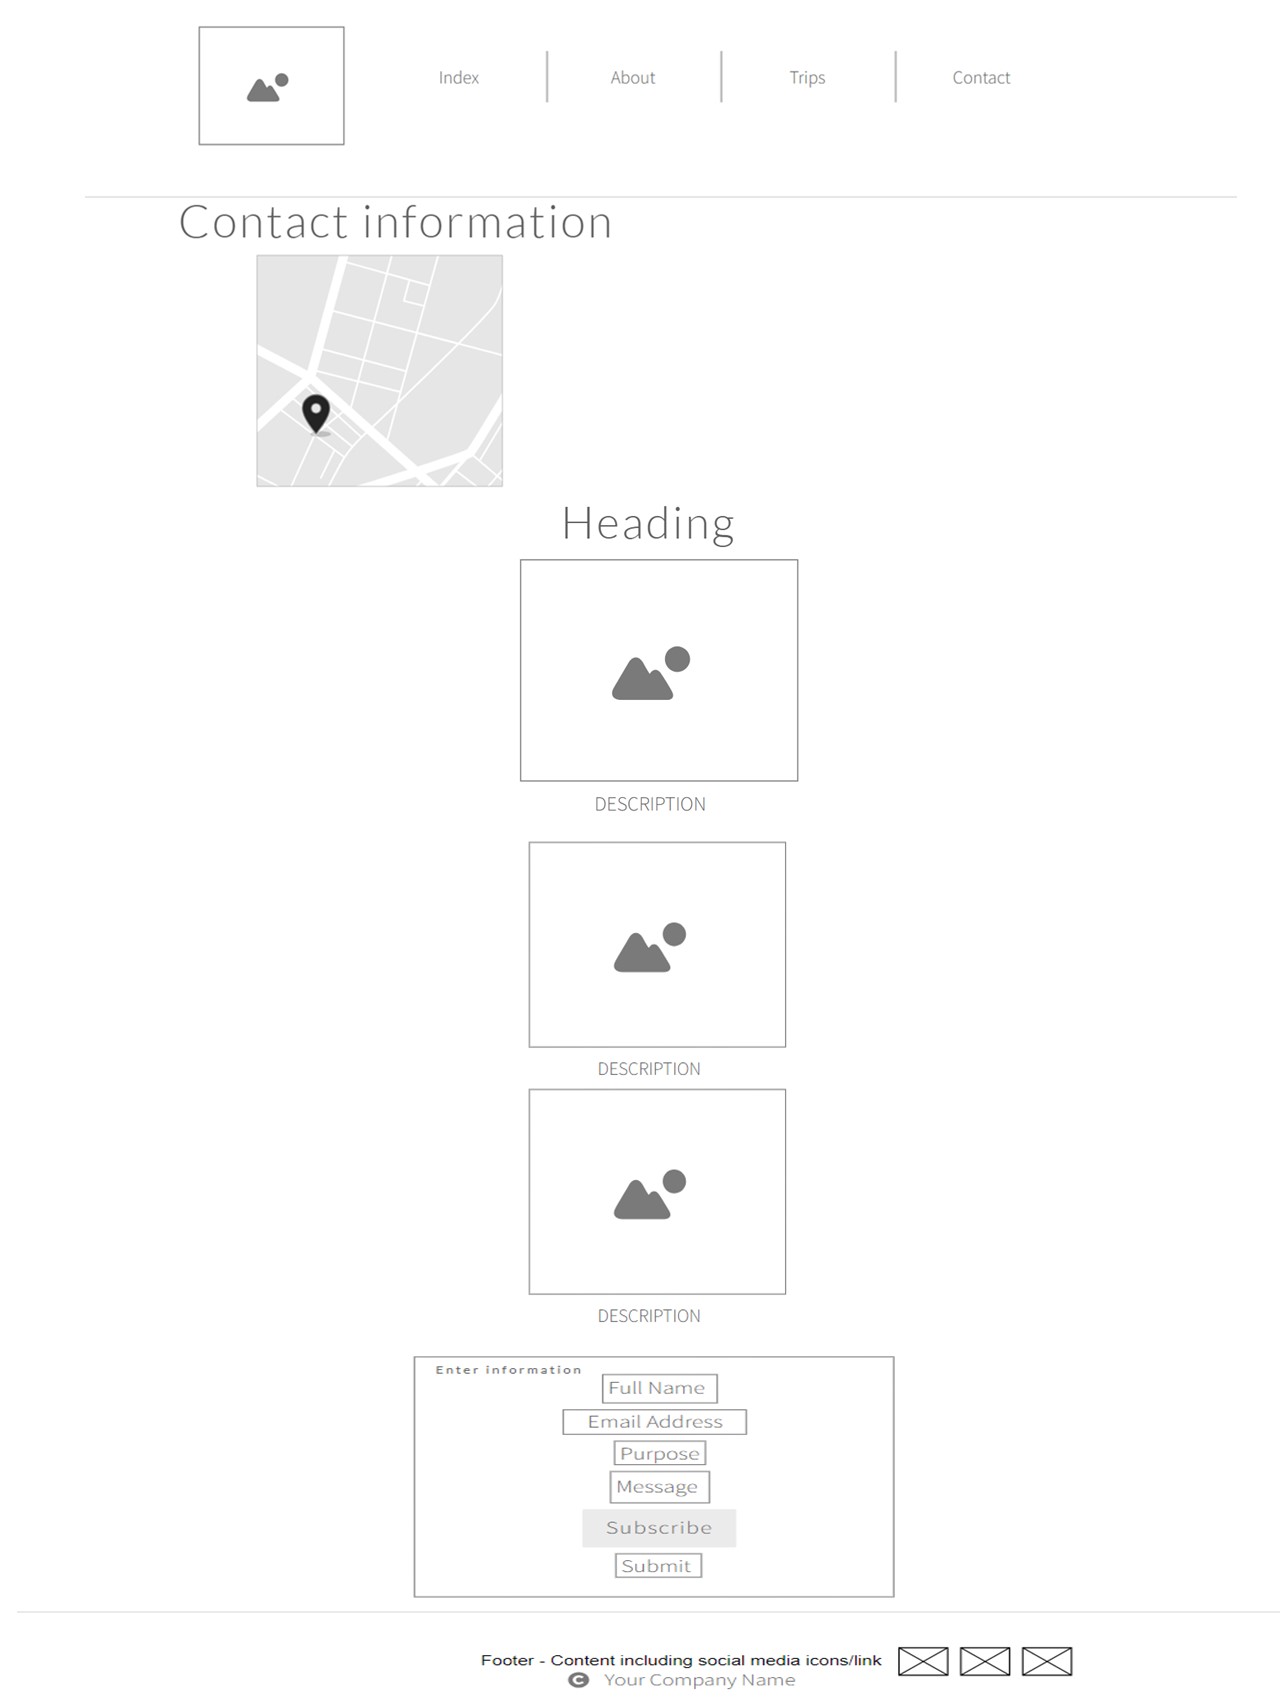 Index
About
Trips
Contact
Contact information
Heading
DESCRIPTION
DESCRIPTION
DESCRIPTION
Enter information
Full Name
Email Address
Purpose
Message
Subscribe
Submit
Footer - Content including social media icons/link
© Your Company Name